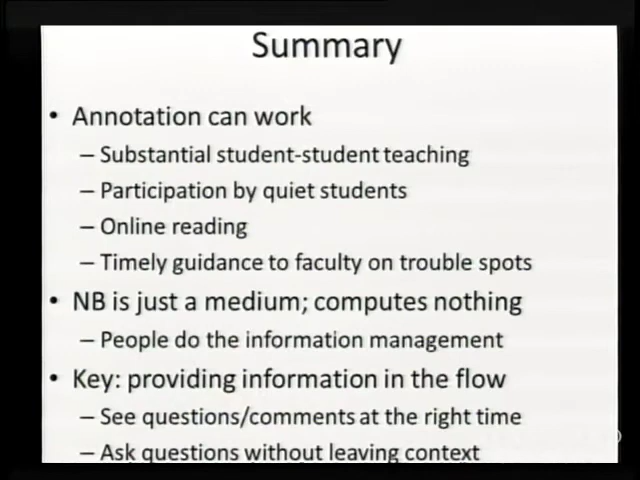 Summary
• Annotation can work
– Substantial student-student teaching
– Participation by quiet students
– Online reading
– Timely guidance to faculty on trouble spots
• NB is just a medium; computes nothing
– People do the information management
• Key: providing information in the flow
– See questions/comments at the right time
– Ask questions without leaving context